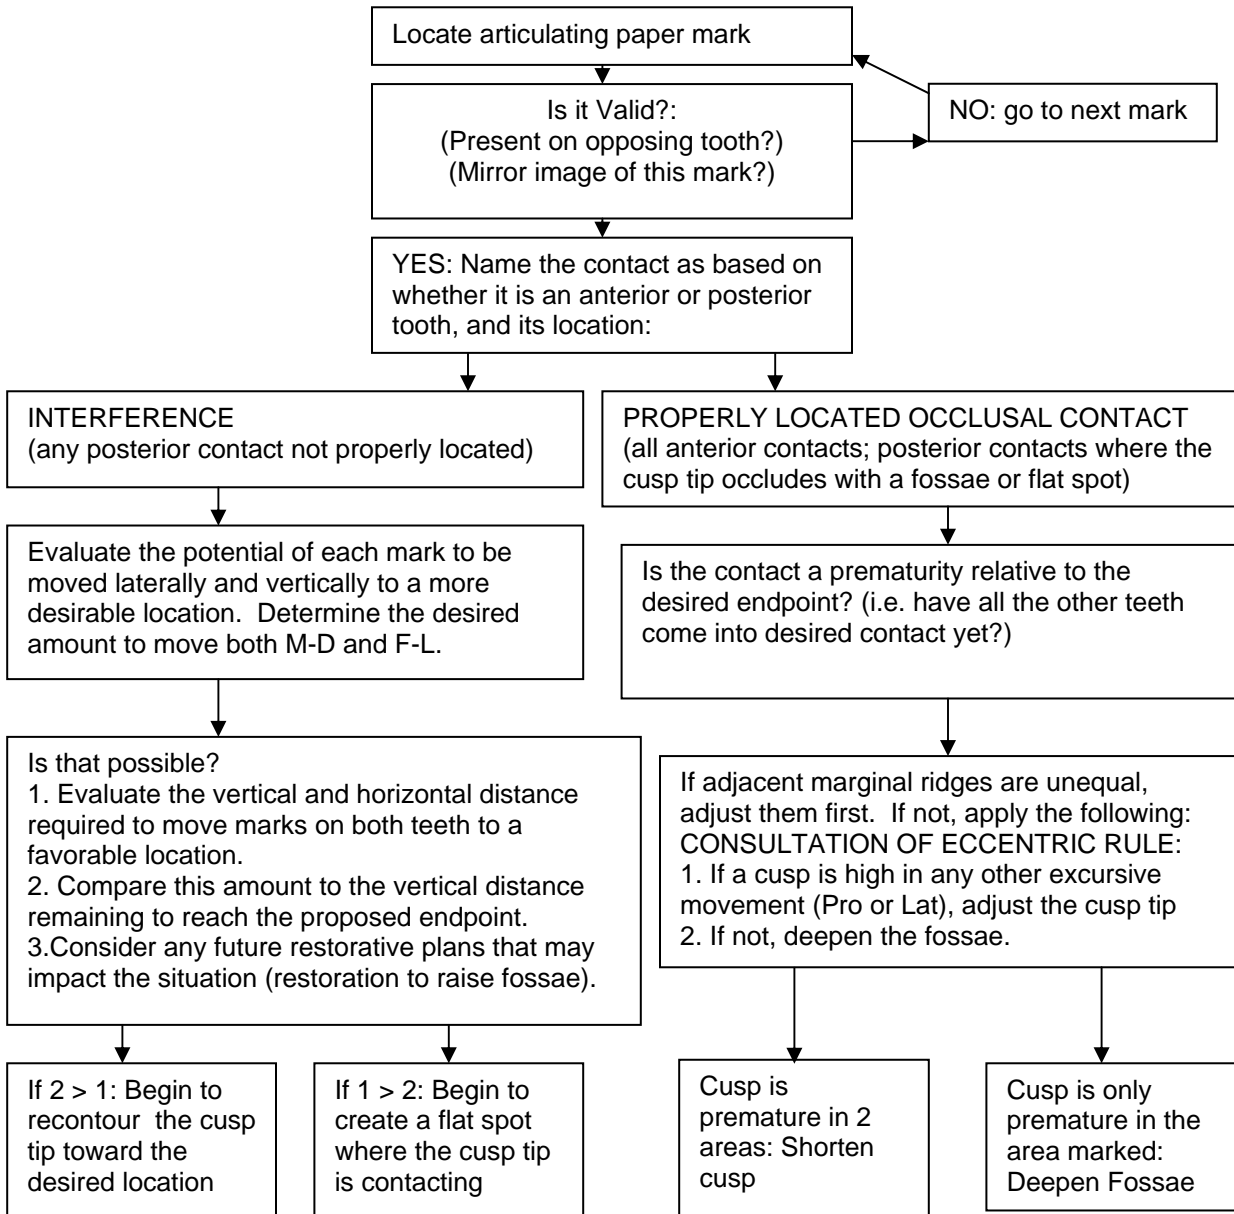 Locate articulating paper mark
Is it Valid?:
(Present on opposing tooth?)
(Mirror image of this mark?)
NO: go to next mark
YES: Name the contact as based on
whether it is an anterior or posterior
tooth, and its location:
INTERFERENCE
(any posterior contact not properly located)
PROPERLY LOCATED OCCLUSAL CONTACT
(all anterior contacts; posterior contacts where the
cusp tip occludes with a fossae or flat spot)
Evaluate the potential of each mark to be
moved laterally and vertically to a more
desirable location.  Determine the desired
amount to move both M-D and F-L.
Is the contact a prematurity relative to the
desired endpoint? (i.e. have all the other teeth
come into desired contact yet?)
Is that possible?
1. Evaluate the vertical and horizontal distance
required to move marks on both teeth to a
favorable location.
2. Compare this amount to the vertical distance
remaining to reach the proposed endpoint.
3.Consider any future restorative plans that may
impact the situation (restoration to raise fossae).
If adjacent marginal ridges are unequal,
adjust them first.  If not, apply the following:
CONSULTATION OF ECCENTRIC RULE:
1. If a cusp is high in any other excursive
movement (Pro or Lat), adjust the cusp tip
2. If not, deepen the fossae.
If 2 > 1: Begin to
recontour  the cusp
tip toward the
desired location
If 1 > 2: Begin to
create a flat spot
where the cusp tip
is contacting
Cusp is
premature in 2
areas: Shorten
cusp
Cusp is only
premature in the
area marked:
Deepen Fossae